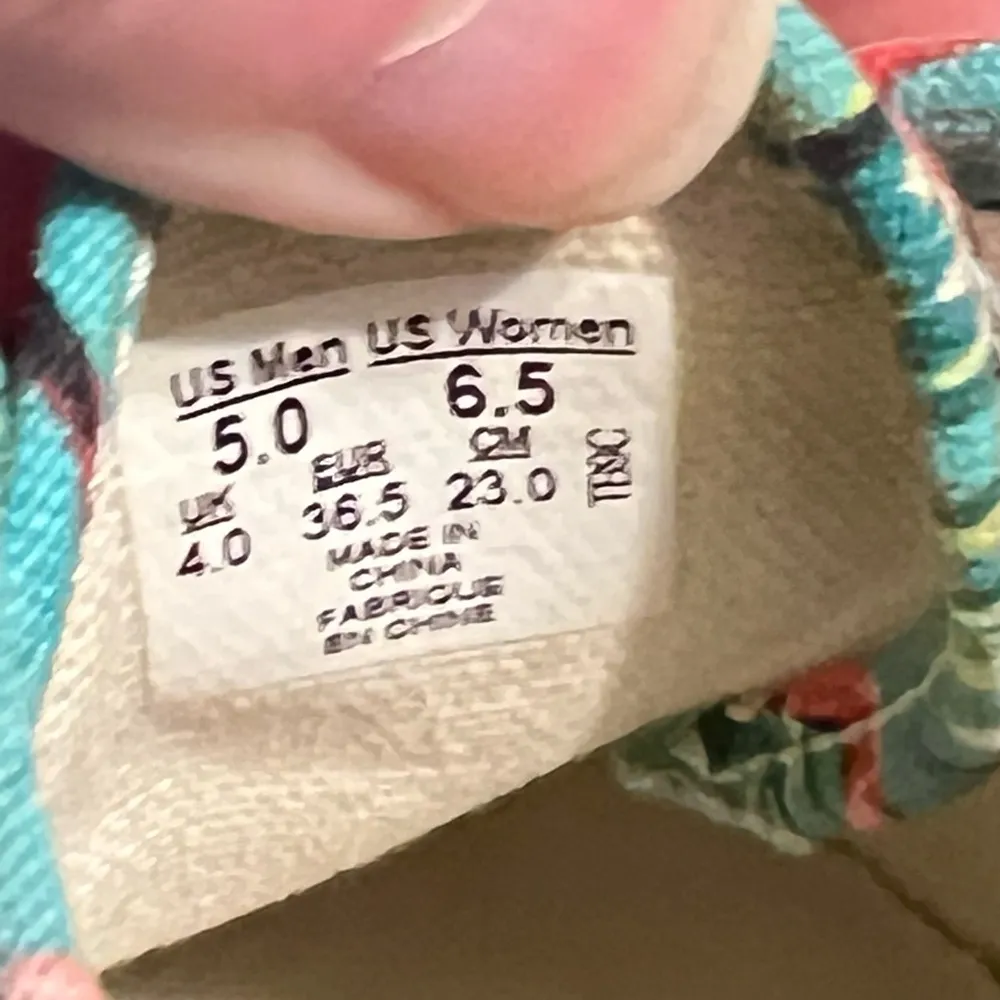 US Men US Women
5.0 6.5
UK EUR CM
4.0 36.5 23.0
MADE IN
CHINA
FABRIQUE
EN CHINE